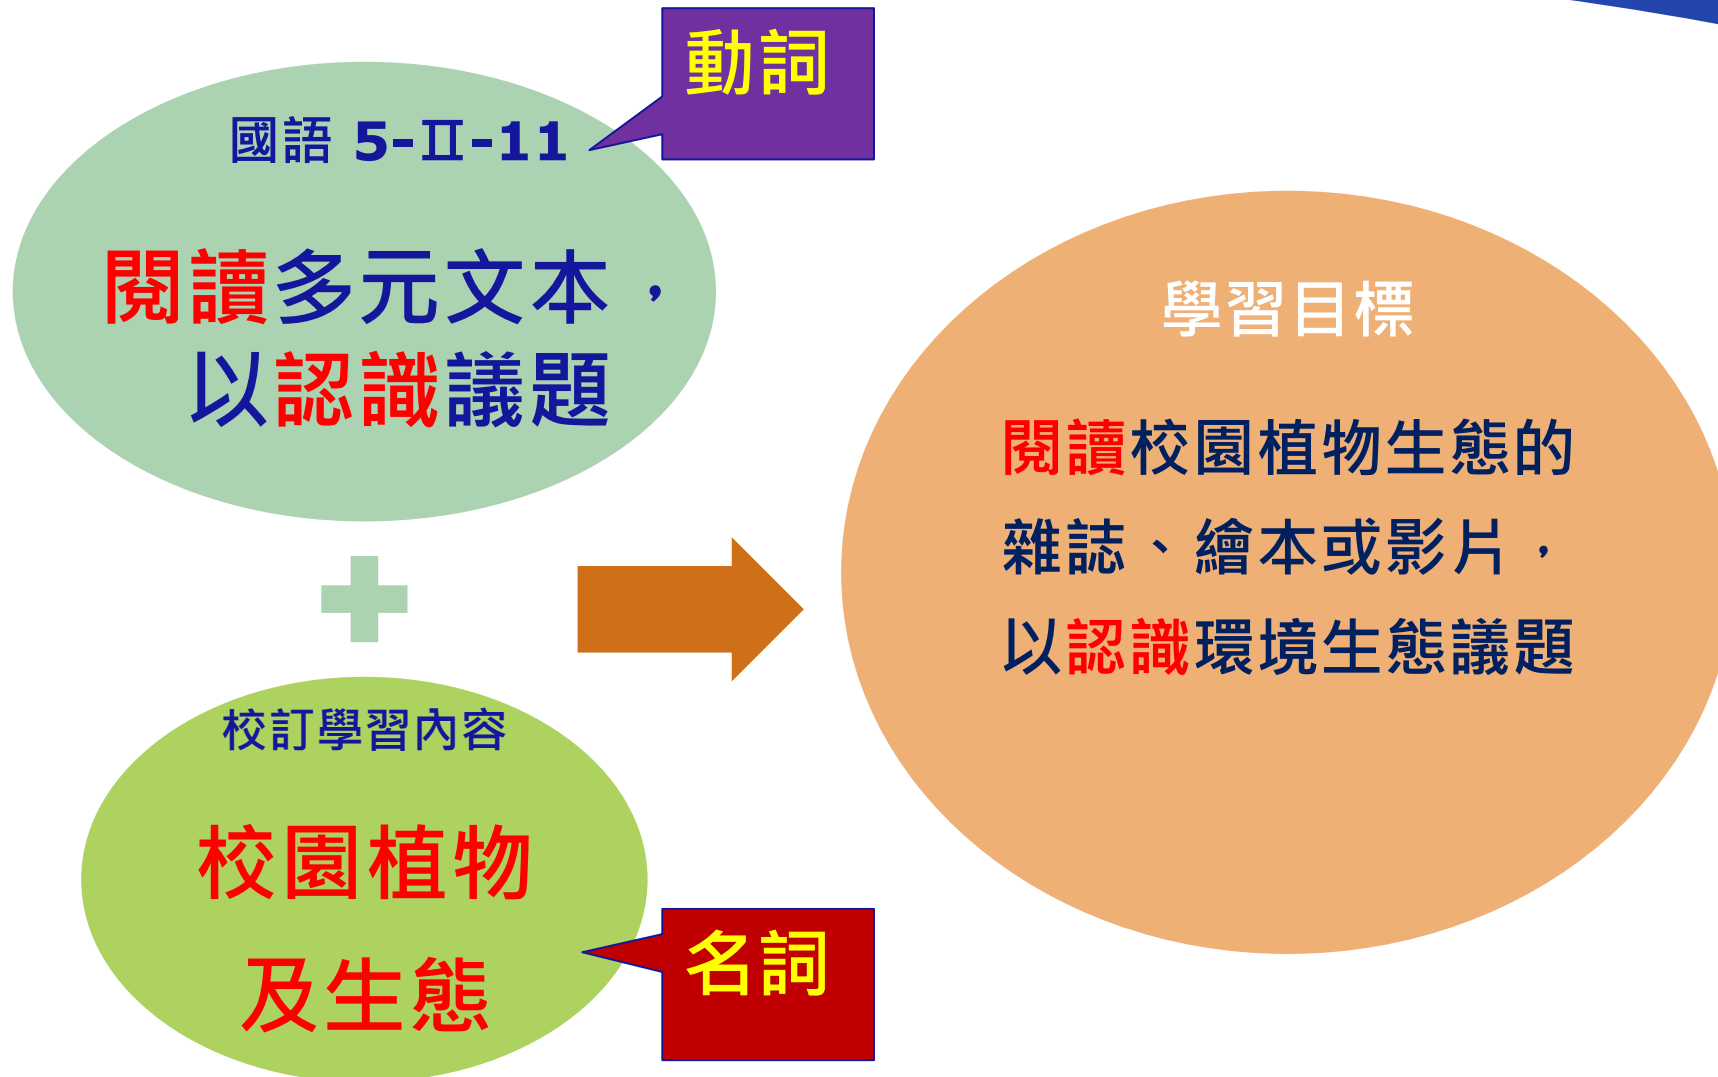 動詞
國語 5-Ⅱ-11
閱讀多元文本，
以認識議題
校訂學習內容
校園植物
及生態
名詞
學習目標
閱讀校園植物生態的
雜誌、繪本或影片，
以認識環境生態議題